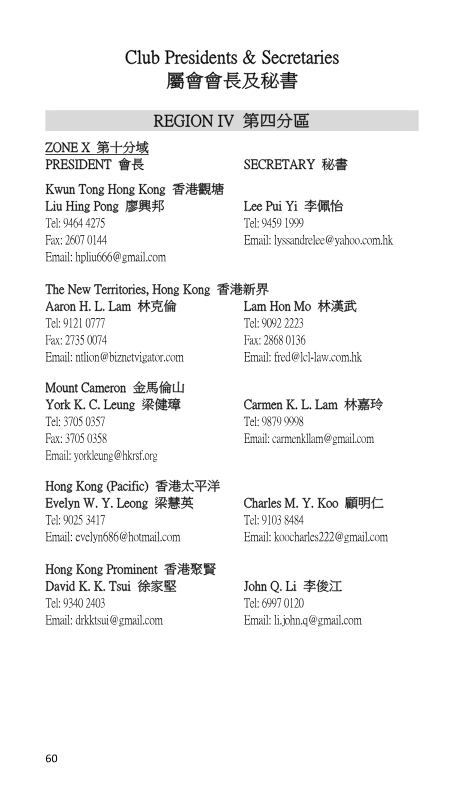 Club Presidents & Secretaries
屬會會長及秘書
REGION IV 第四分區
ZONE X 第十分域
PRESIDENT 會長 SECRETARY 秘書
Kwun Tong Hong Kong 香港觀塘
Liu Hing Pong 廖興邦 Lee Pui Yi 李佩怡
Tel: 9464 4275 Tel: 9459 1999
Fax: 2607 0144 Email: lyssandrelee@yahoo.com.hk
Email: hpliu666@gmail.com
The New Territories, Hong Kong 香港新界
Aaron H. L. Lam 林克倫 Lam Hon Mo 林漢武
Tel: 9121 0777 Tel: 9092 2223
Fax: 2735 0074 Fax: 2868 0136
Email: ntlion@biznetvigator.com Email: fred@lcl-law.com.hk
Mount Cameron 金馬倫山
York K. C. Leung 梁健璋 Carmen K. L. Lam 林嘉玲
Tel: 3705 0357 Tel: 9879 9998
Fax: 3705 0358 Email: carmenkllam@gmail.com
Email: yorkleung@hkrsf.org
Hong Kong (Pacific) 香港太平洋
Evelyn W. Y. Leong 梁慧英 Charles M. Y. Koo 顧明仁
Tel: 9025 3417 Tel: 9103 8484
Email: evelyn686@hotmail.com Email: koocharles222@gmail.com
Hong Kong Prominent 香港聚賢
David K. K. Tsui 徐家堅 John Q. Li 李俊江
Tel: 9340 2403 Tel: 6997 0120
Email: drkktsui@gmail.com Email: li.john.q@gmail.com
60